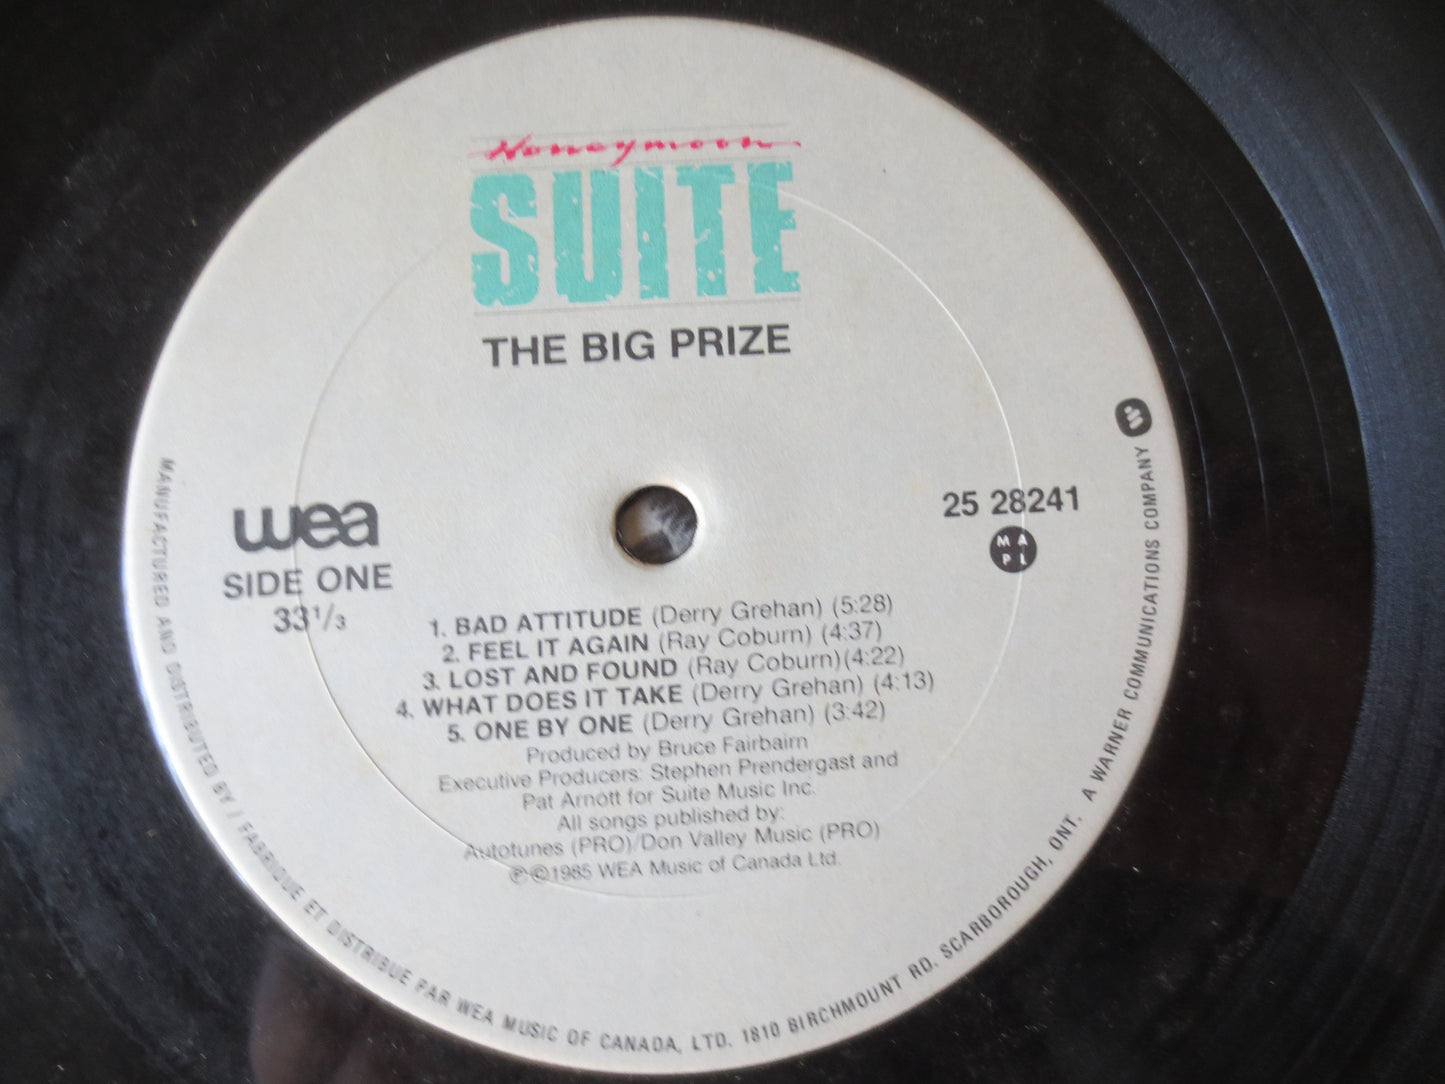 Honeymoon
SUITE
THE BIG PRIZE
wea
SIDE ONE
33 1/3
25 28241
M A
P L
1. BAD ATTITUDE (Derry Grehan) (5:28)
2. FEEL IT AGAIN (Ray Coburn) (4:37)
3. LOST AND FOUND (Ray Coburn)(4:22)
4. WHAT DOES IT TAKE (Derry Grehan) (4:13)
5. ONE BY ONE (Derry Grehan) (3:42)
Produced by Bruce Fairbairn
Executive Producers: Stephen Prendergast and
Pat Arnott for Suite Music Inc.
All songs published by:
Autotunes (PRO)/Don Valley Music (PRO)
℗©1985 WEA Music of Canada Ltd.
MANUFACTURED AND DISTRIBUTED BY / FABRIQUE ET DISTRIBUE PAR WEA MUSIC OF CANADA, LTD. 1810 BIRCHMOUNT RD. SCARBOROUGH, ONT. A WARNER COMMUNICATIONS COMPANY